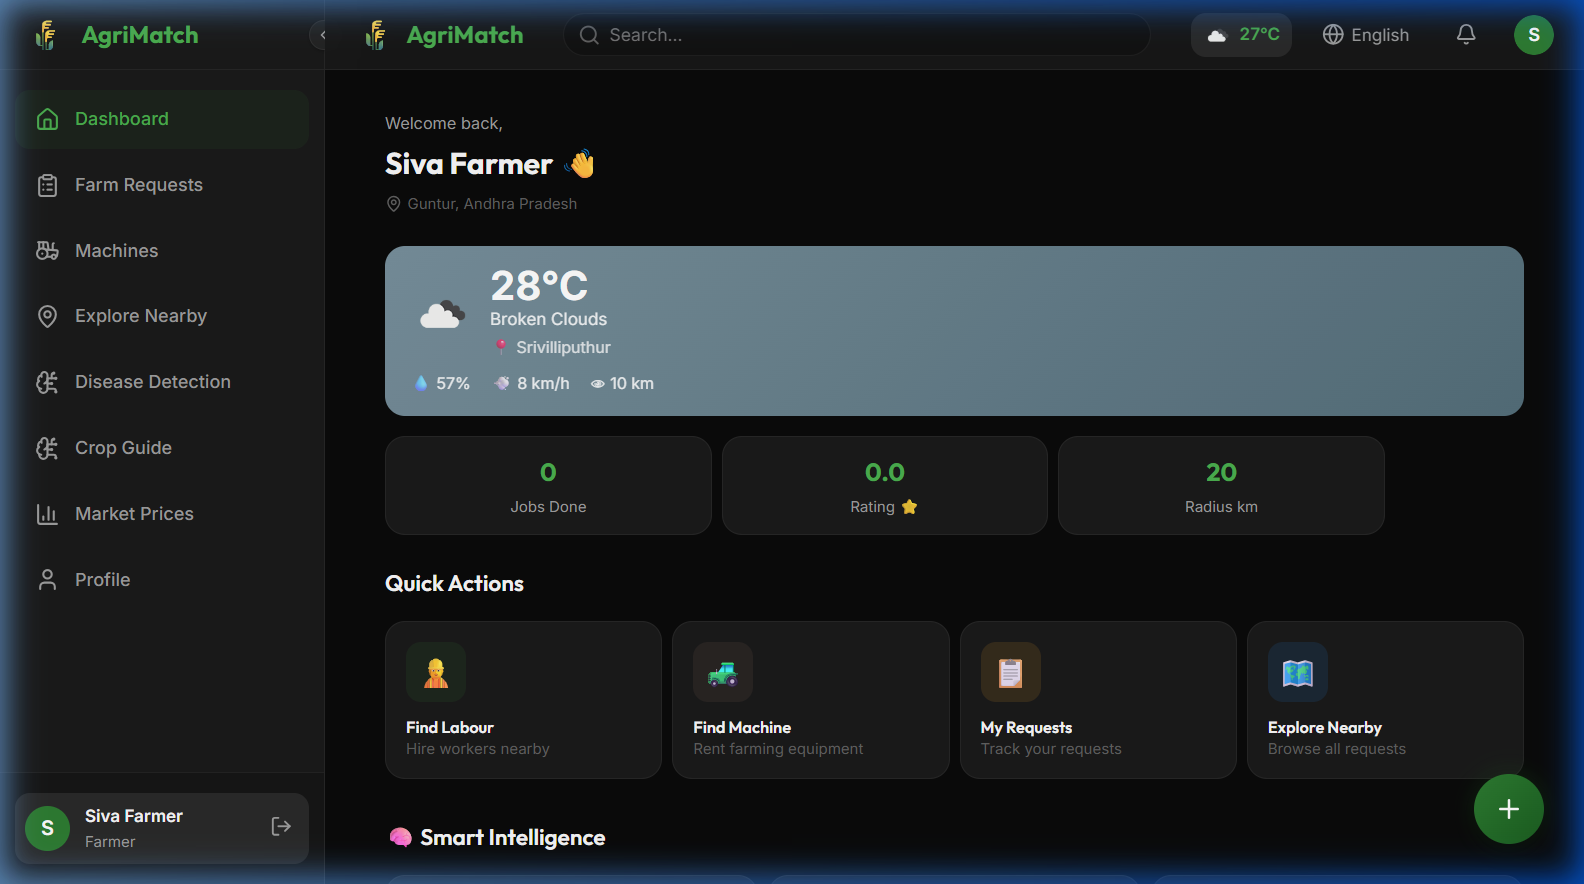 AgriMatch
AgriMatch
Search...
27°C
English
S
Dashboard
Farm Requests
Machines
Explore Nearby
Disease Detection
Crop Guide
Market Prices
Profile
S
Siva Farmer
Farmer
Welcome back,
Siva Farmer 👋
Guntur, Andhra Pradesh
28°C
Broken Clouds
Srivilliputhur
57% 8 km/h 10 km
0
Jobs Done
0.0
Rating ⭐
20
Radius km
Quick Actions
Find Labour
Hire workers nearby
Find Machine
Rent farming equipment
My Requests
Track your requests
Explore Nearby
Browse all requests
+
🧠 Smart Intelligence